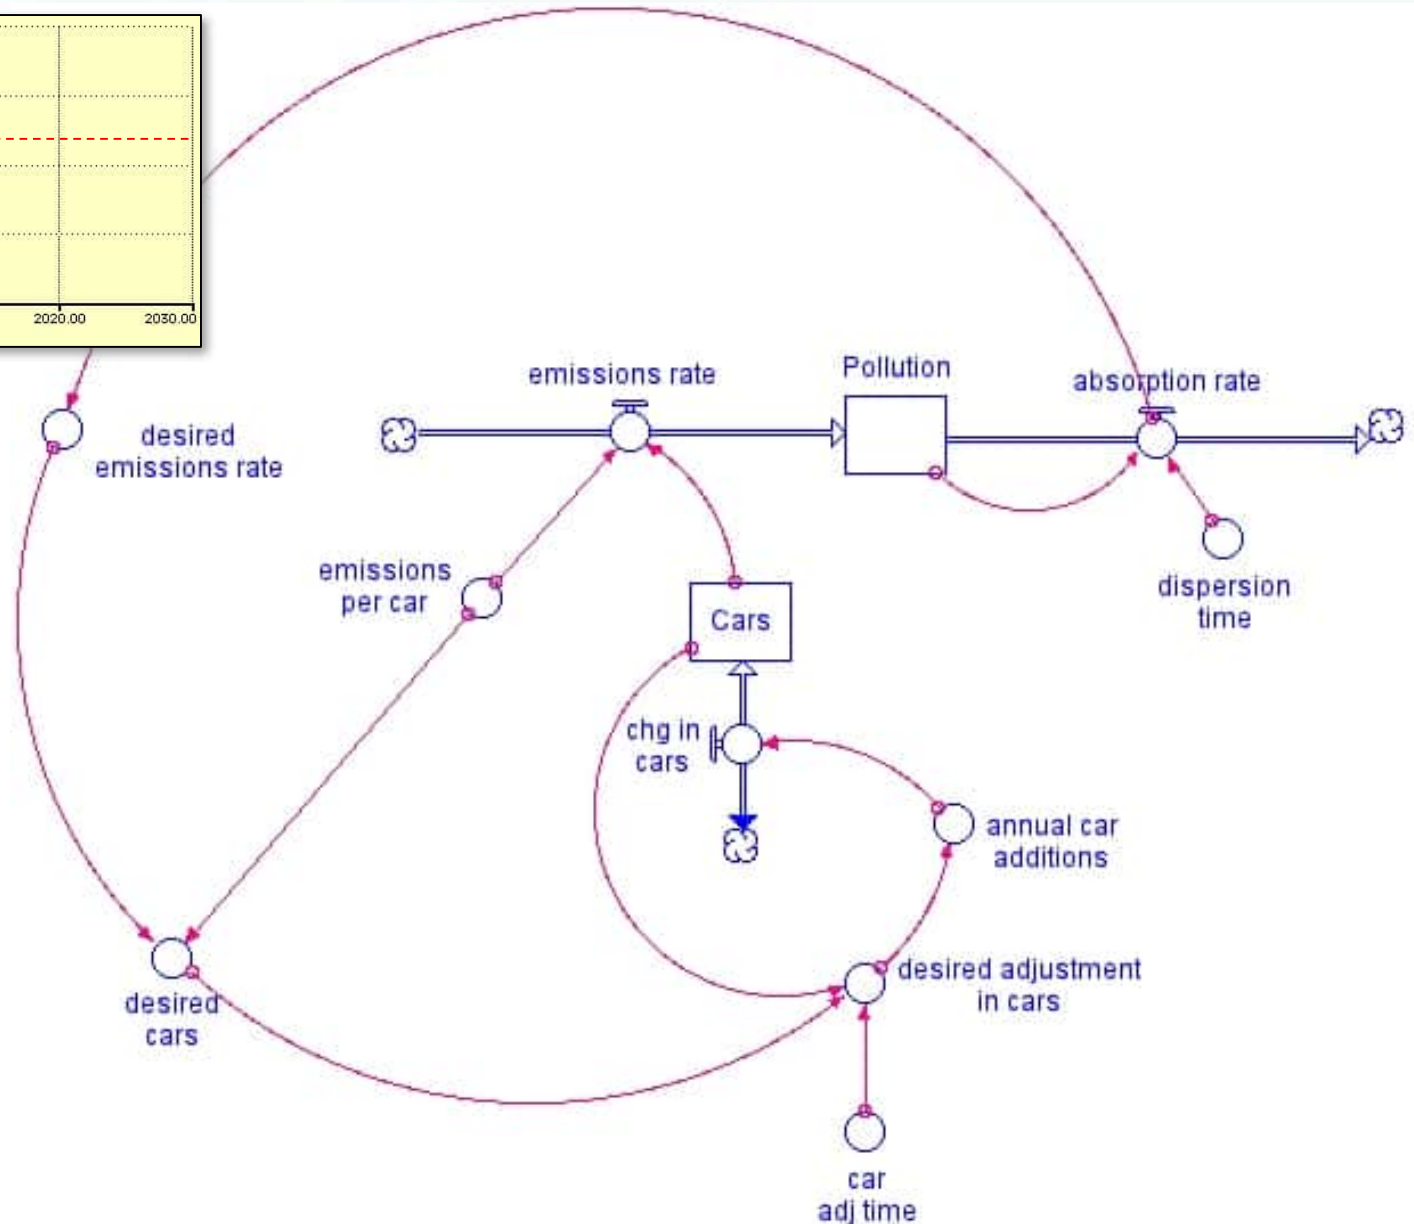 2020.00
2030.00
emissions rate
Pollution
absorption rate
desired
emissions rate
emissions
per car
Cars
dispersion
time
chg in
cars
annual car
additions
desired
cars
desired adjustment
in cars
car
adj time